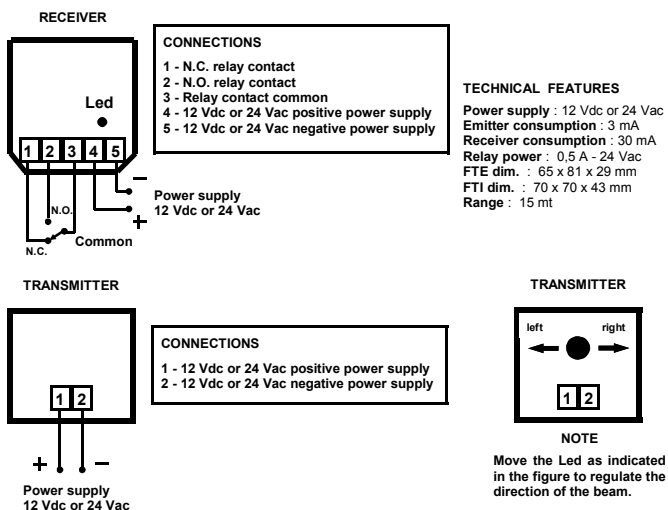 RECEIVER
CONNECTIONS
1 - N.C. relay contact
2 - N.O. relay contact
3 - Relay contact common
4 - 12 Vdc or 24 Vac positive power supply
5 - 12 Vdc or 24 Vac negative power supply
Led
1 2 3 4 5
−
Power supply
12 Vdc or 24 Vac
+
N.O.
Common
N.C.
TECHNICAL FEATURES
Power supply : 12 Vdc or 24 Vac
Emitter consumption : 3 mA
Receiver consumption : 30 mA
Relay power : 0,5 A - 24 Vac
FTE dim. : 65 x 81 x 29 mm
FTI dim. : 70 x 70 x 43 mm
Range : 15 mt
TRANSMITTER
CONNECTIONS
1 - 12 Vdc or 24 Vac positive power supply
2 - 12 Vdc or 24 Vac negative power supply
1 2
+ −
Power supply
12 Vdc or 24 Vac
TRANSMITTER
left right
1 2
NOTE
Move the Led as indicated
in the figure to regulate the
direction of the beam.